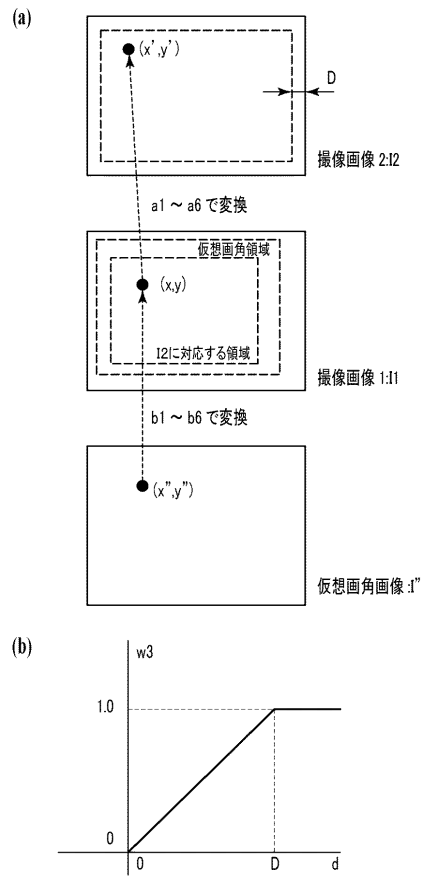 (a)
(x',y')
D
撮像画像 2:I2
a1 ～ a6 で変換
仮想画角領域
(x,y)
I2に対応する領域
撮像画像 1:I1
b1 ～ b6 で変換
(x",y")
仮想画角画像:I"
(b)
w3
1.0
0
0
D
d